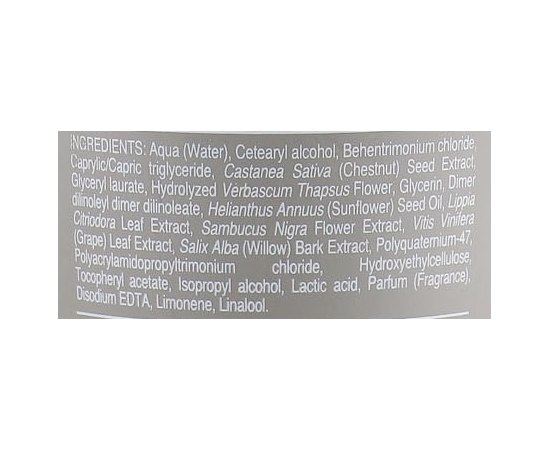 INGREDIENTS: Aqua (Water), Cetearyl alcohol, Behentrimonium chloride,
Caprylic/Capric triglyceride, Castanea Sativa (Chestnut) Seed Extract,
Glyceryl laurate, Hydrolyzed Verbascum Thapsus Flower, Glycerin, Dimer
dilinoleyl dimer dilinoleate, Helianthus Annuus (Sunflower) Seed Oil, Lippia
Citriodora Leaf Extract, Sambucus Nigra Flower Extract, Vitis Vinifera
(Grape) Leaf Extract, Salix Alba (Willow) Bark Extract, Polyquaternium-47,
Polyacrylamidopropyltrimonium chloride, Hydroxyethylcellulose,
Tocopheryl acetate, Isopropyl alcohol, Lactic acid, Parfum (Fragrance),
Disodium EDTA, Limonene, Linalool.